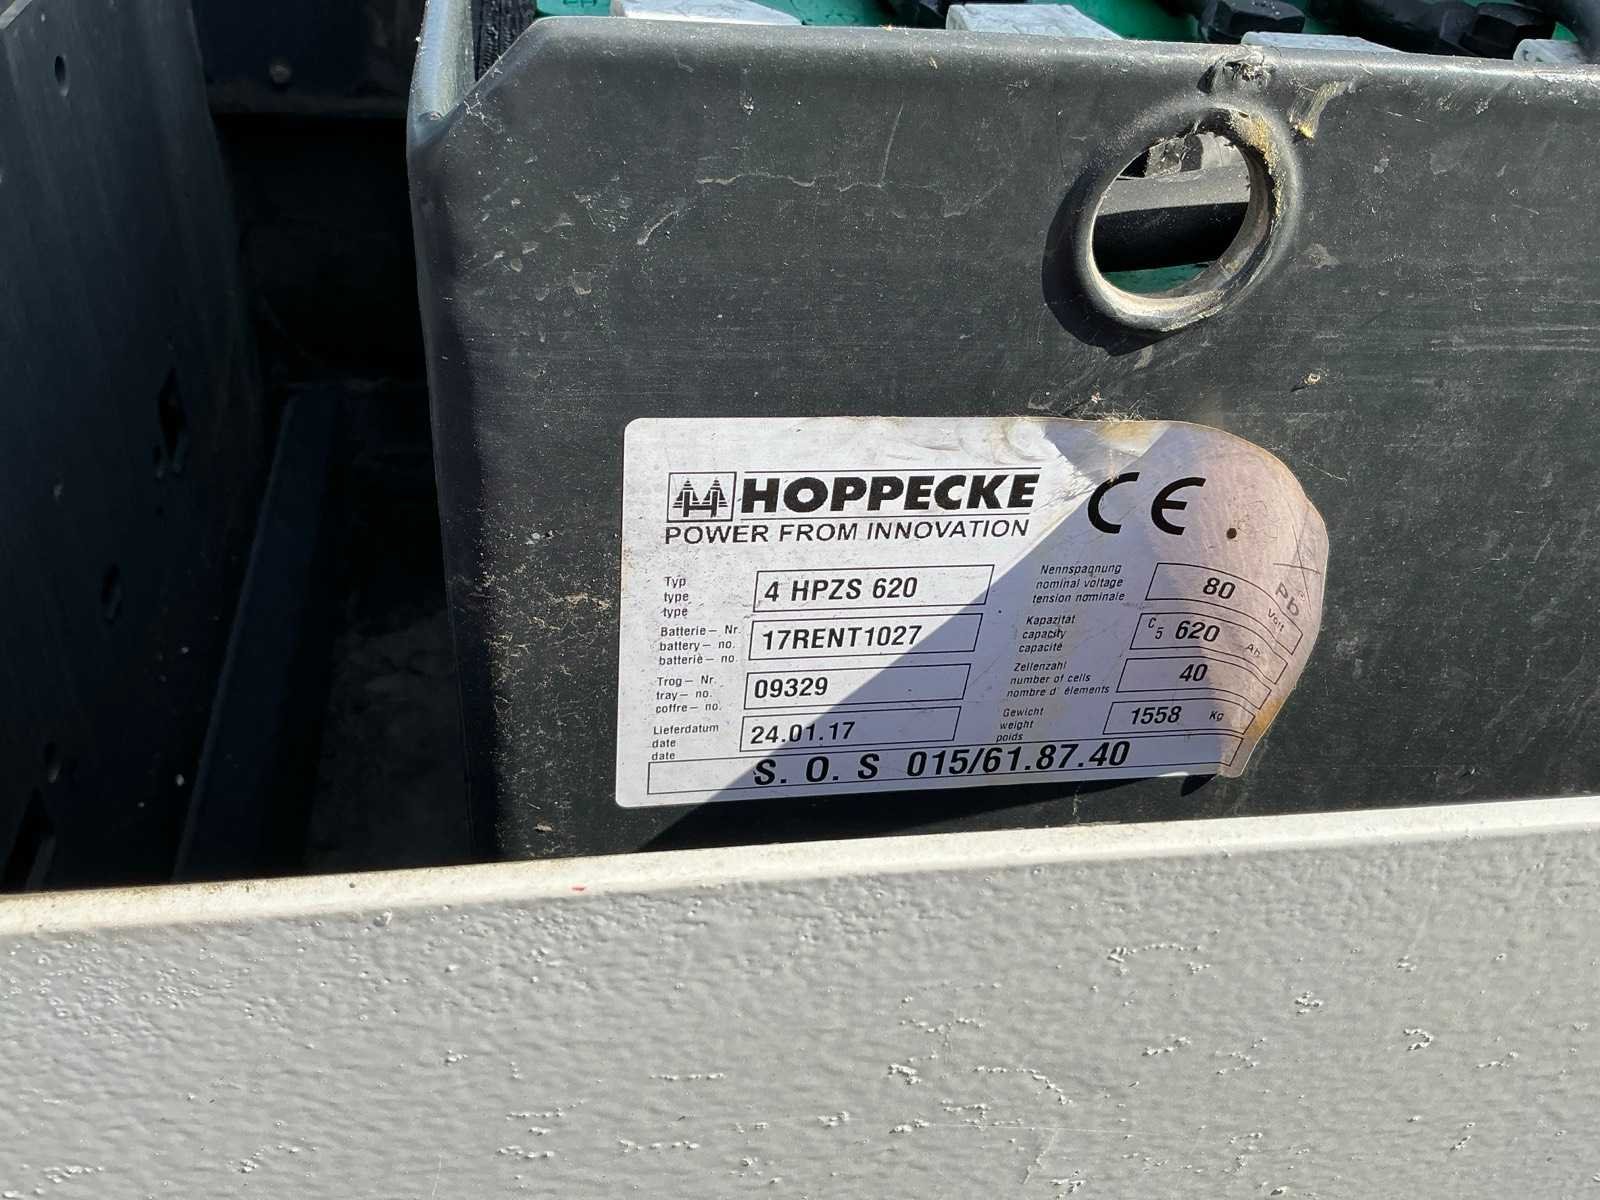 HOPPECKE CE
POWER FROM INNOVATION
Typ
type
type
4 HPZS 620
Nennspannung
nominal voltage
tension nominale
80
Volt
Pb
Batterie – Nr.
battery – no.
batterie – no.
17RENT1027
Kapazität
capacity
capacité
C5 620 Ah
Trog – Nr.
tray – no.
coffre – no.
09329
Zellenzahl
number of cells
nombre d' élements
40
Lieferdatum
date
date
24.01.17
Gewicht
weight
poids
1558 Kg
S. O. S 015/61.87.40